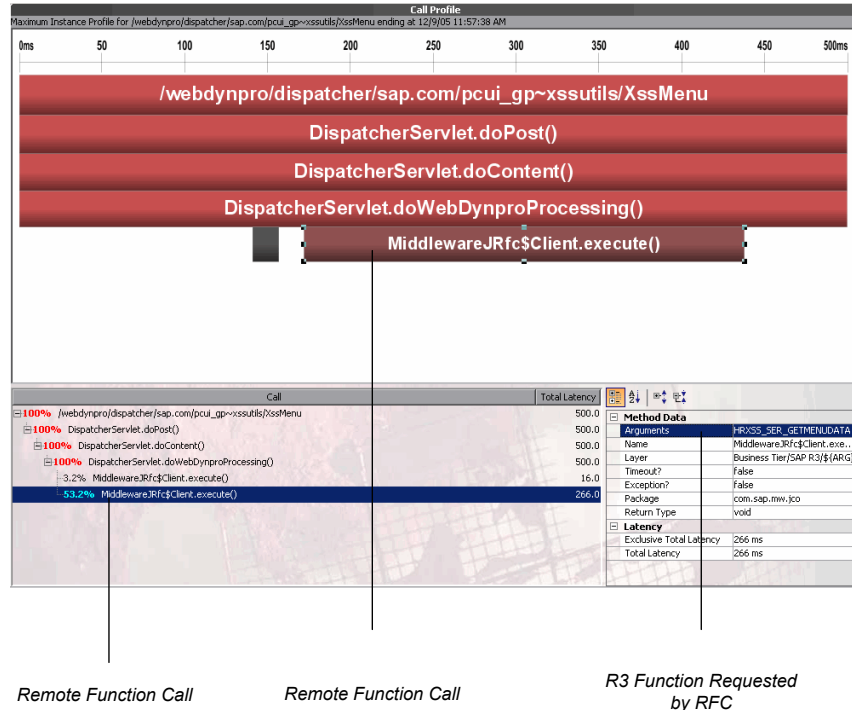 Call Profile
Maximum Instance Profile for /webdynpro/dispatcher/sap.com/pcui_gp~xssutils/XssMenu ending at 12/9/05 11:57:38 AM
0ms 50 100 150 200 250 300 350 400 450 500ms
/webdynpro/dispatcher/sap.com/pcui_gp~xssutils/XssMenu
DispatcherServlet.doPost()
DispatcherServlet.doContent()
DispatcherServlet.doWebDynproProcessing()
MiddlewareJRfc$Client.execute()
Call Total Latency
100% /webdynpro/dispatcher/sap.com/pcui_gp~xssutils/XssMenu 500.0
100% DispatcherServlet.doPost() 500.0
100% DispatcherServlet.doContent() 500.0
100% DispatcherServlet.doWebDynproProcessing() 500.0
3.2% MiddlewareJRfc$Client.execute() 16.0
53.2% MiddlewareJRfc$Client.execute() 266.0
Method Data
Arguments HRXSS_SER_GETMENUDATA
Name MiddlewareJRfc$Client.exe...
Layer Business Tier/SAP R3/${ARG
Timeout? false
Exception? false
Package com.sap.mw.jco
Return Type void
Latency
Exclusive Total Latency 266 ms
Total Latency 266 ms
Remote Function Call
Remote Function Call
R3 Function Requested
by RFC